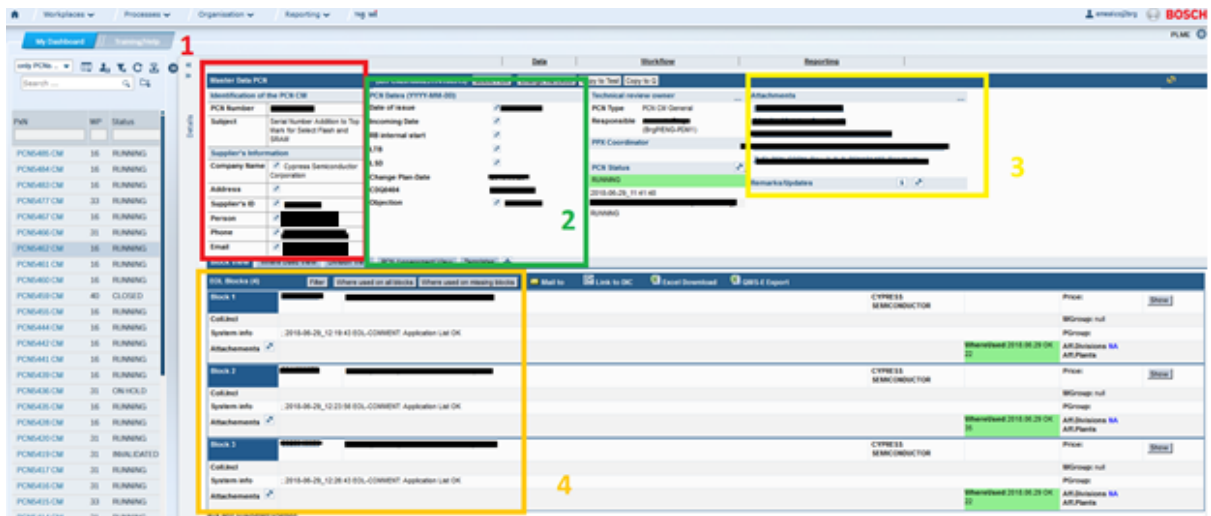 Workplaces Processes Organisation Reporting BOSCH
My Dashboard Training/Help PLME
1
only PCNs...
Search ...
Data Workflow Reporting
Master Data PCN Copy to Test Copy to G
Identification of the PCN CM PCN Dates (YYYY-MM-DD) Technical review owner Attachments
PCN Number Date of issue PCN Type PCN CM General
Subject Serial Number Addition to Top Mark for Select Flash and SRAM
Incoming Date Responsible
RB internal start (BrgPIENG-PDM1)
LTB PPX Coordinator
Supplier's Information LSD
Company Name Cypress Semiconductor Corporation
Change Plan-Date PCN Status
RUNNING
Address 2018-06-29_11:41:40
Supplier's ID Objection
RUNNING
Person
Phone
Email
Remarks/Updates
2
3
Details
PCN5485 CM 16 RUNNING
PCN5484 CM 16 RUNNING
PCN5483 CM 16 RUNNING
PCN5477 CM 33 RUNNING
PCN5467 CM 16 RUNNING
PCN5466 CM 31 RUNNING
PCN5462 CM 16 RUNNING
PCN5461 CM 16 RUNNING
PCN5460 CM 16 RUNNING
PCN5459 CM 40 CLOSED
PCN5455 CM 16 RUNNING
PCN5444 CM 16 RUNNING
PCN5442 CM 16 RUNNING
PCN5441 CM 16 RUNNING
PCN5439 CM 16 RUNNING
PCN5436 CM 31 ON HOLD
PCN5435 CM 16 RUNNING
PCN5428 CM 16 RUNNING
PCN5420 CM 31 RUNNING
PCN5419 CM 31 INVALIDATED
PCN5417 CM 31 RUNNING
PCN5416 CM 31 RUNNING
PCN5415 CM 33 RUNNING
EOL Blocks (4) Filter Where used on all blocks Where used on missing blocks Mail to Link to DIC Excel Download QMS-E Export
Block 1 CYPRESS SEMICONDUCTOR Price: Show
Coll.incl MGroup: null
System info 2018-06-29_12:19:43 EOL-COMMENT: Application List OK PGroup:
Attachements WhereUsed 2018.06.29 OK 22 Aff.Divisions NA
Aff.Plants
Block 2 CYPRESS SEMICONDUCTOR Price: Show
Coll.incl MGroup: null
System info 2018-06-29_12:23:56 EOL-COMMENT: Application List OK PGroup:
Attachements WhereUsed 2018.06.29 OK Aff.Divisions NA
Aff.Plants
Block 3 CYPRESS SEMICONDUCTOR Price: Show
Coll.incl MGroup: null
System info 2018-06-29_12:26:43 EOL-COMMENT: Application List OK PGroup:
Attachements WhereUsed 2018.06.29 OK 22 Aff.Divisions NA
Aff.Plants
4